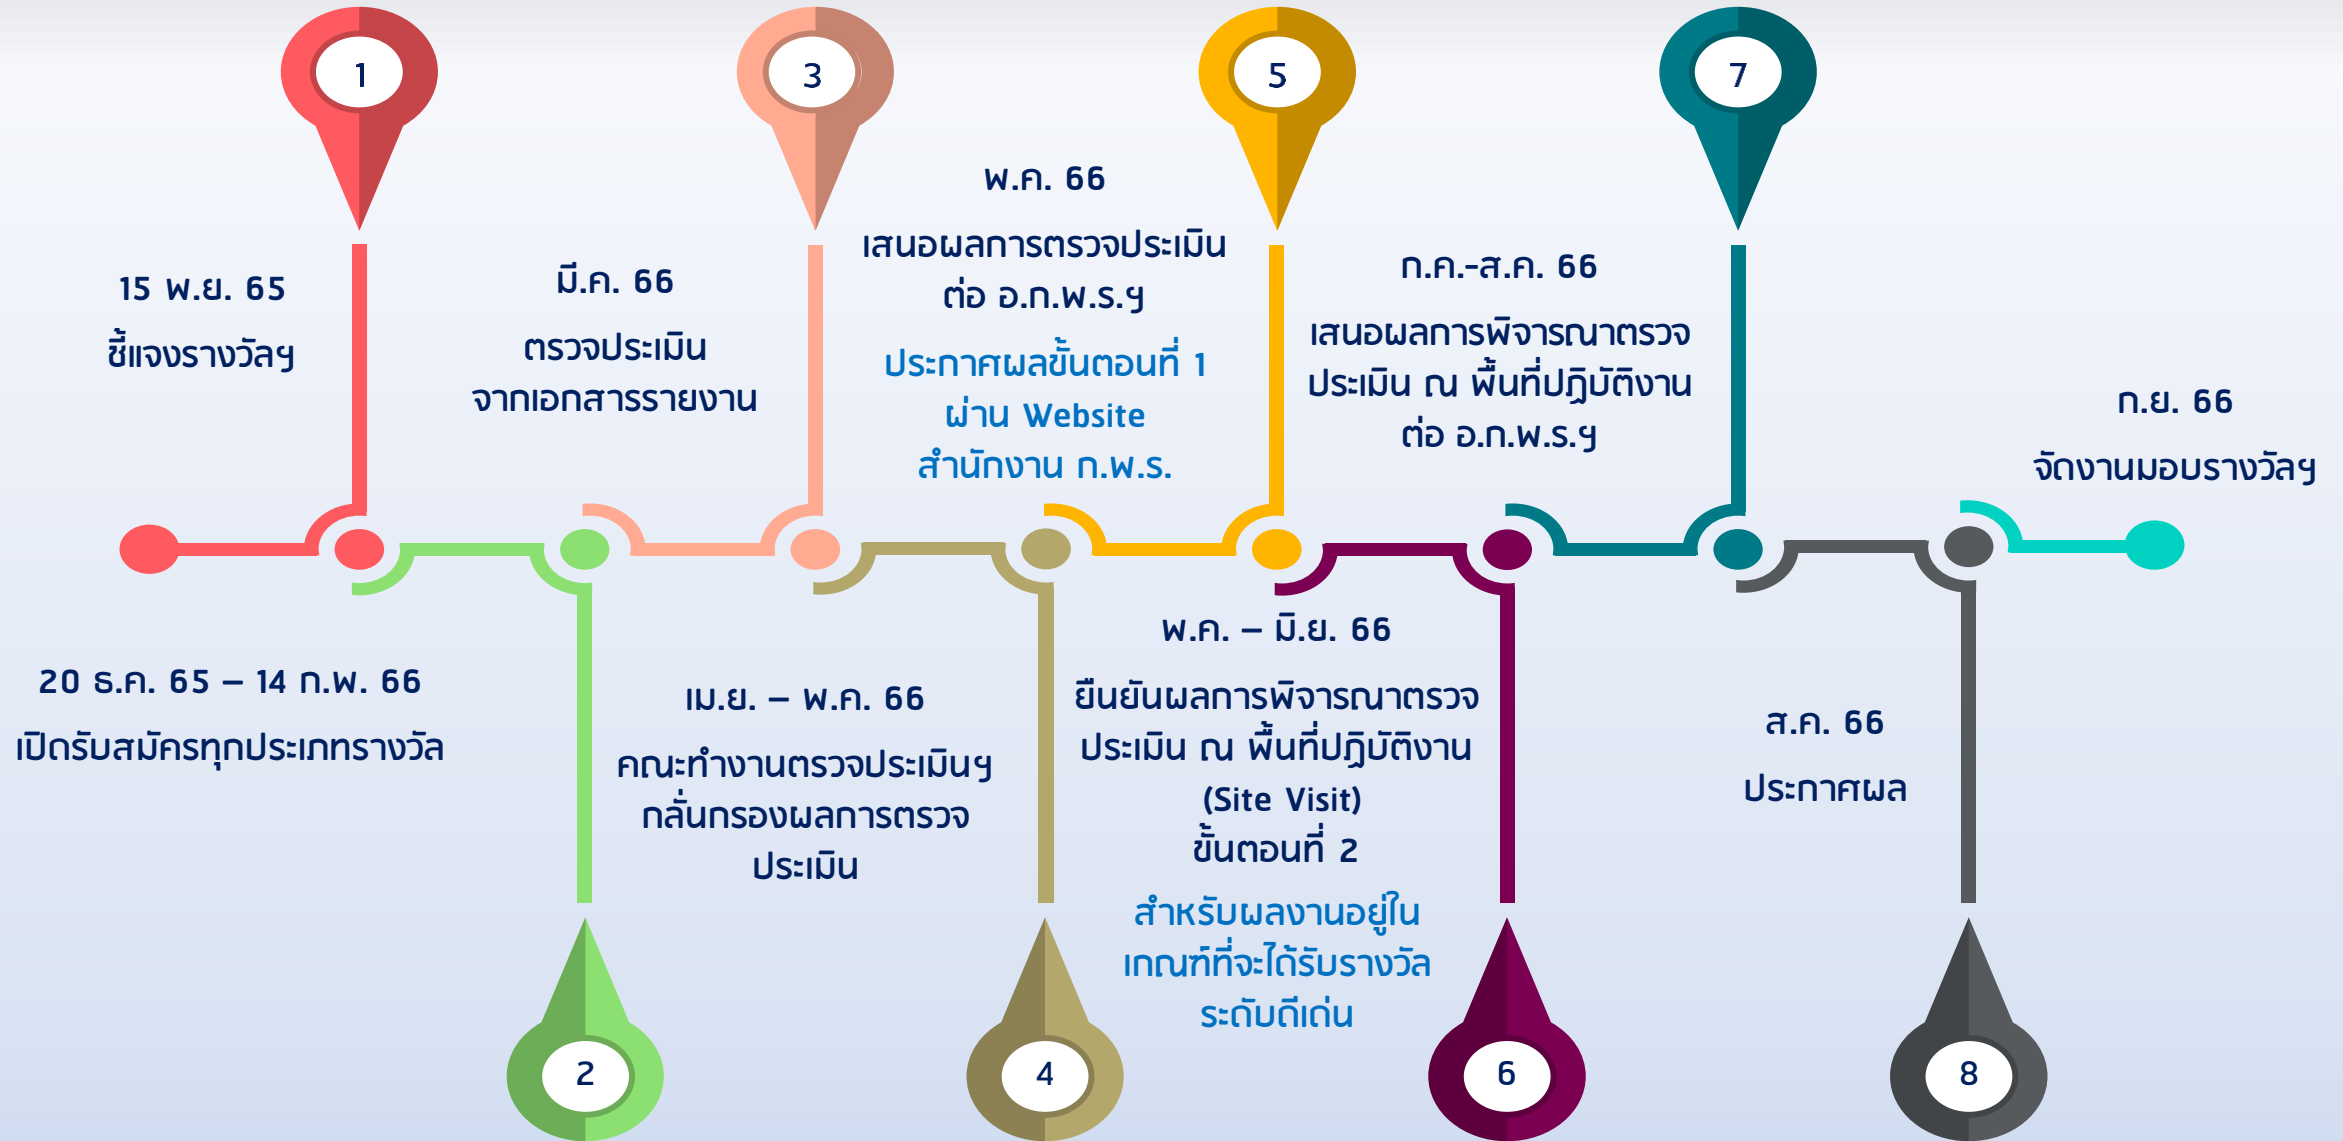 1
15 พ.ย. 65
ชี้แจงรางวัลฯ
2
20 ธ.ค. 65 – 14 ก.พ. 66
เปิดรับสมัครทุกประเภทรางวัล
3
มี.ค. 66
ตรวจประเมิน
จากเอกสารรายงาน
4
เม.ย. – พ.ค. 66
คณะทำงานตรวจประเมินฯ
กลั่นกรองผลการตรวจ
ประเมิน
5
พ.ค. 66
เสนอผลการตรวจประเมิน
ต่อ อ.ก.พ.ร.ฯ
ประกาศผลขั้นตอนที่ 1
ผ่าน Website
สำนักงาน ก.พ.ร.
6
พ.ค. – มิ.ย. 66
ยืนยันผลการพิจารณาตรวจ
ประเมิน ณ พื้นที่ปฏิบัติงาน
(Site Visit)
ขั้นตอนที่ 2
สำหรับผลงานอยู่ใน
เกณฑ์ที่จะได้รับรางวัล
ระดับดีเด่น
7
ก.ค.-ส.ค. 66
เสนอผลการพิจารณาตรวจ
ประเมิน ณ พื้นที่ปฏิบัติงาน
ต่อ อ.ก.พ.ร.ฯ
8
ส.ค. 66
ประกาศผล
ก.ย. 66
จัดงานมอบรางวัลฯ